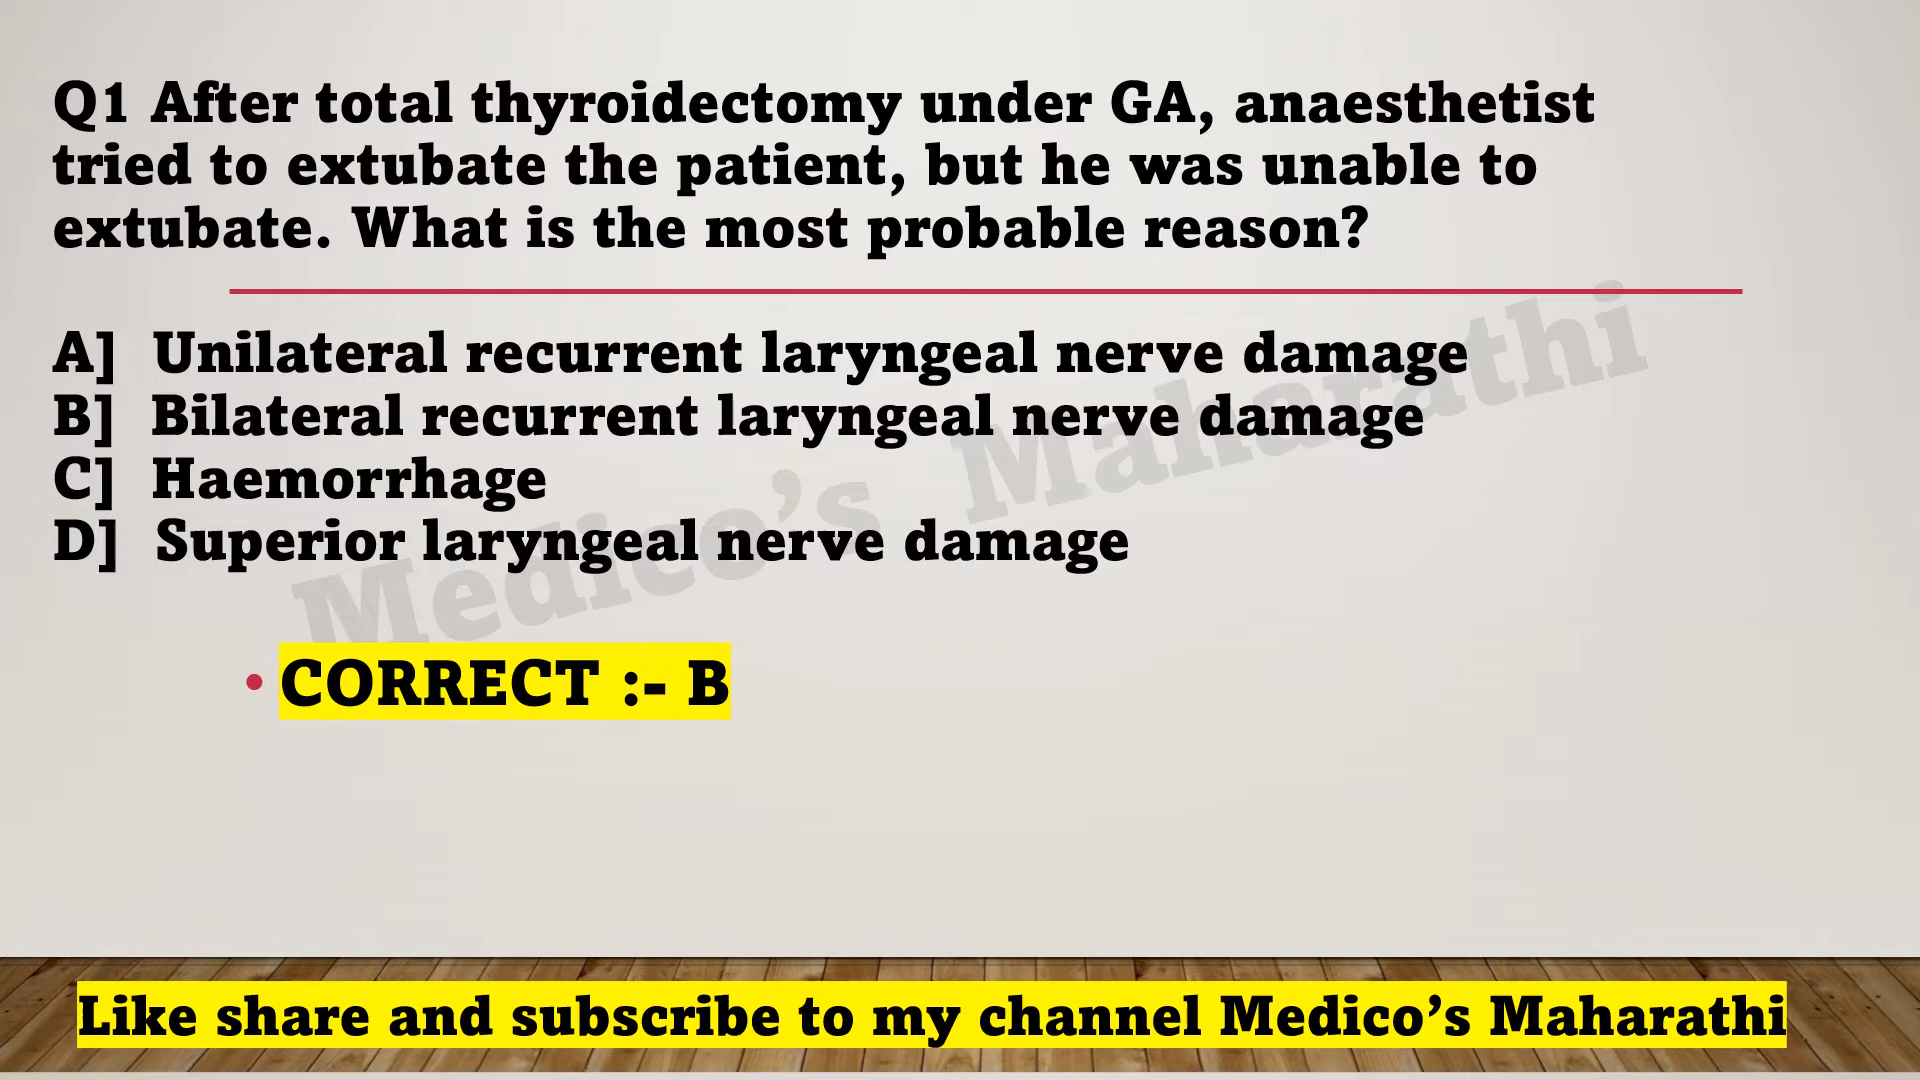 Q1 After total thyroidectomy under GA, anaesthetist
tried to extubate the patient, but he was unable to
extubate. What is the most probable reason?
A] Unilateral recurrent laryngeal nerve damage
B] Bilateral recurrent laryngeal nerve damage
C] Haemorrhage
D] Superior laryngeal nerve damage
Medico’s Maharathi
• CORRECT :- B
Like share and subscribe to my channel Medico’s Maharathi